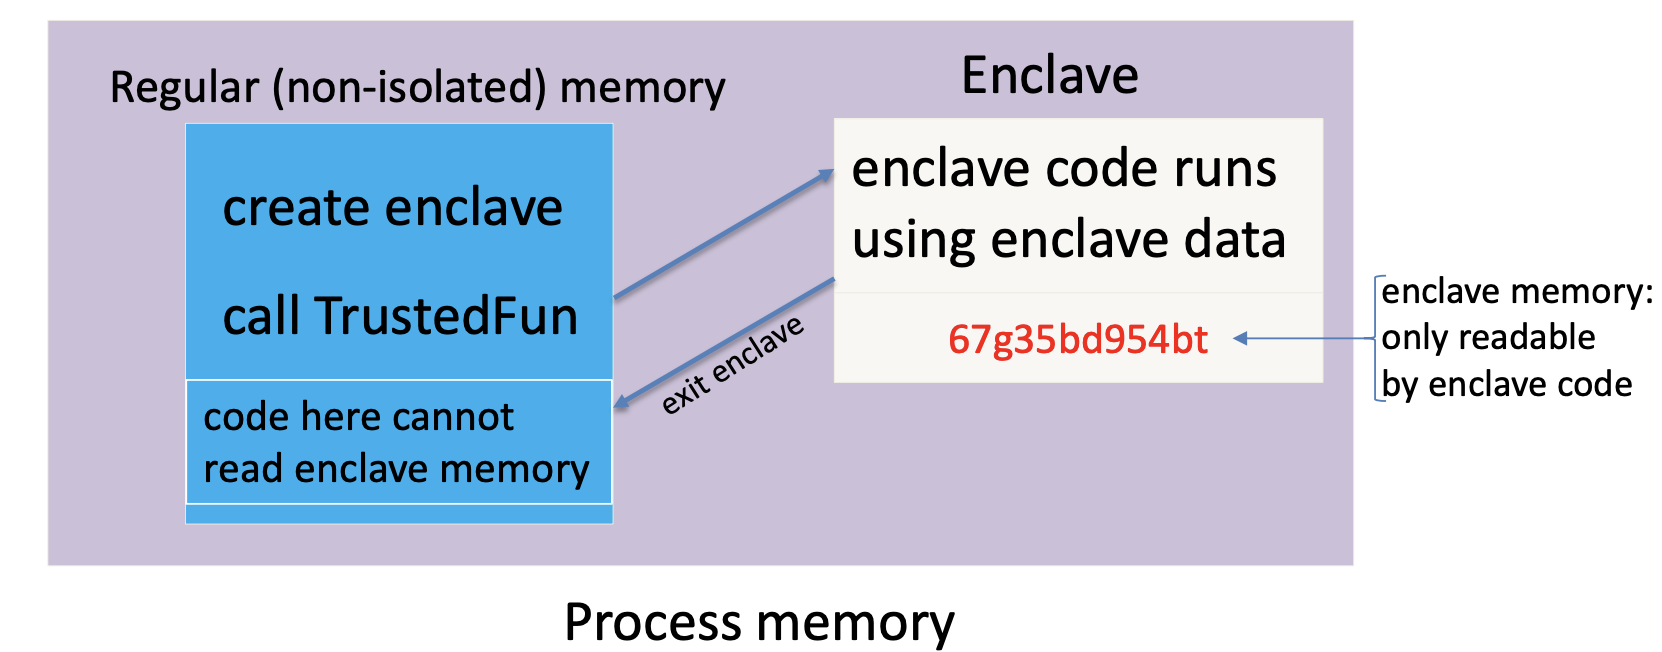 Regular (non-isolated) memory
create enclave
call TrustedFun
code here cannot
read enclave memory
exit enclave
Enclave
enclave code runs
using enclave data
67g35bd954bt
enclave memory:
only readable
by enclave code
Process memory